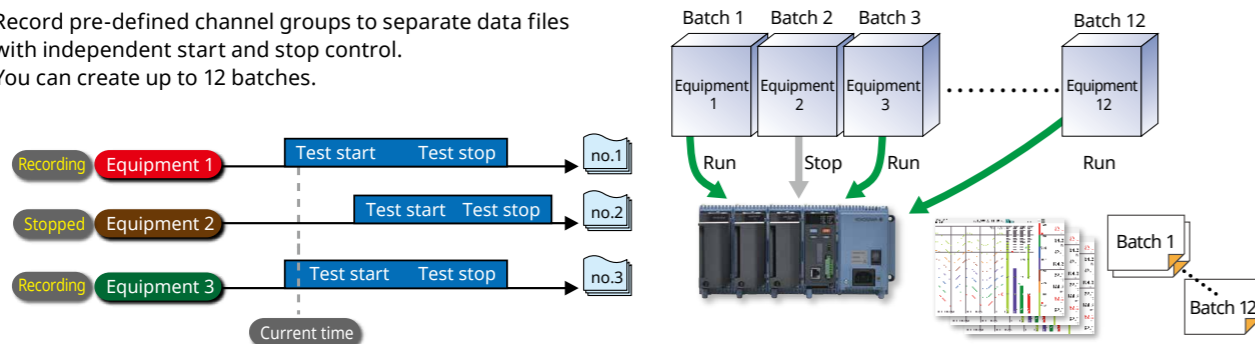 Record pre-defined channel groups to separate data files
with independent start and stop control.
You can create up to 12 batches.
Recording
Equipment 1
Test start
Test stop
no.1
Stopped
Equipment 2
Test start
Test stop
no.2
Recording
Equipment 3
Test start
Test stop
no.3
Current time
Batch 1
Batch 2
Batch 3
Batch 12
Equipment
1
Equipment
2
Equipment
3
Equipment
12
Run
Stop
Run
Run
Batch 1
Batch 12